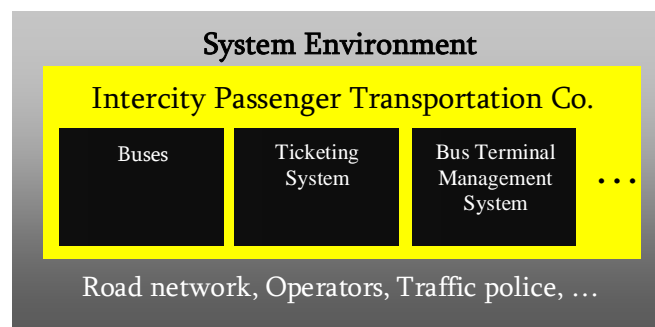 System Environment
Intercity Passenger Transportation Co.
Buses
Ticketing
System
Bus Terminal
Management
System
...
Road network, Operators, Traffic police, ...